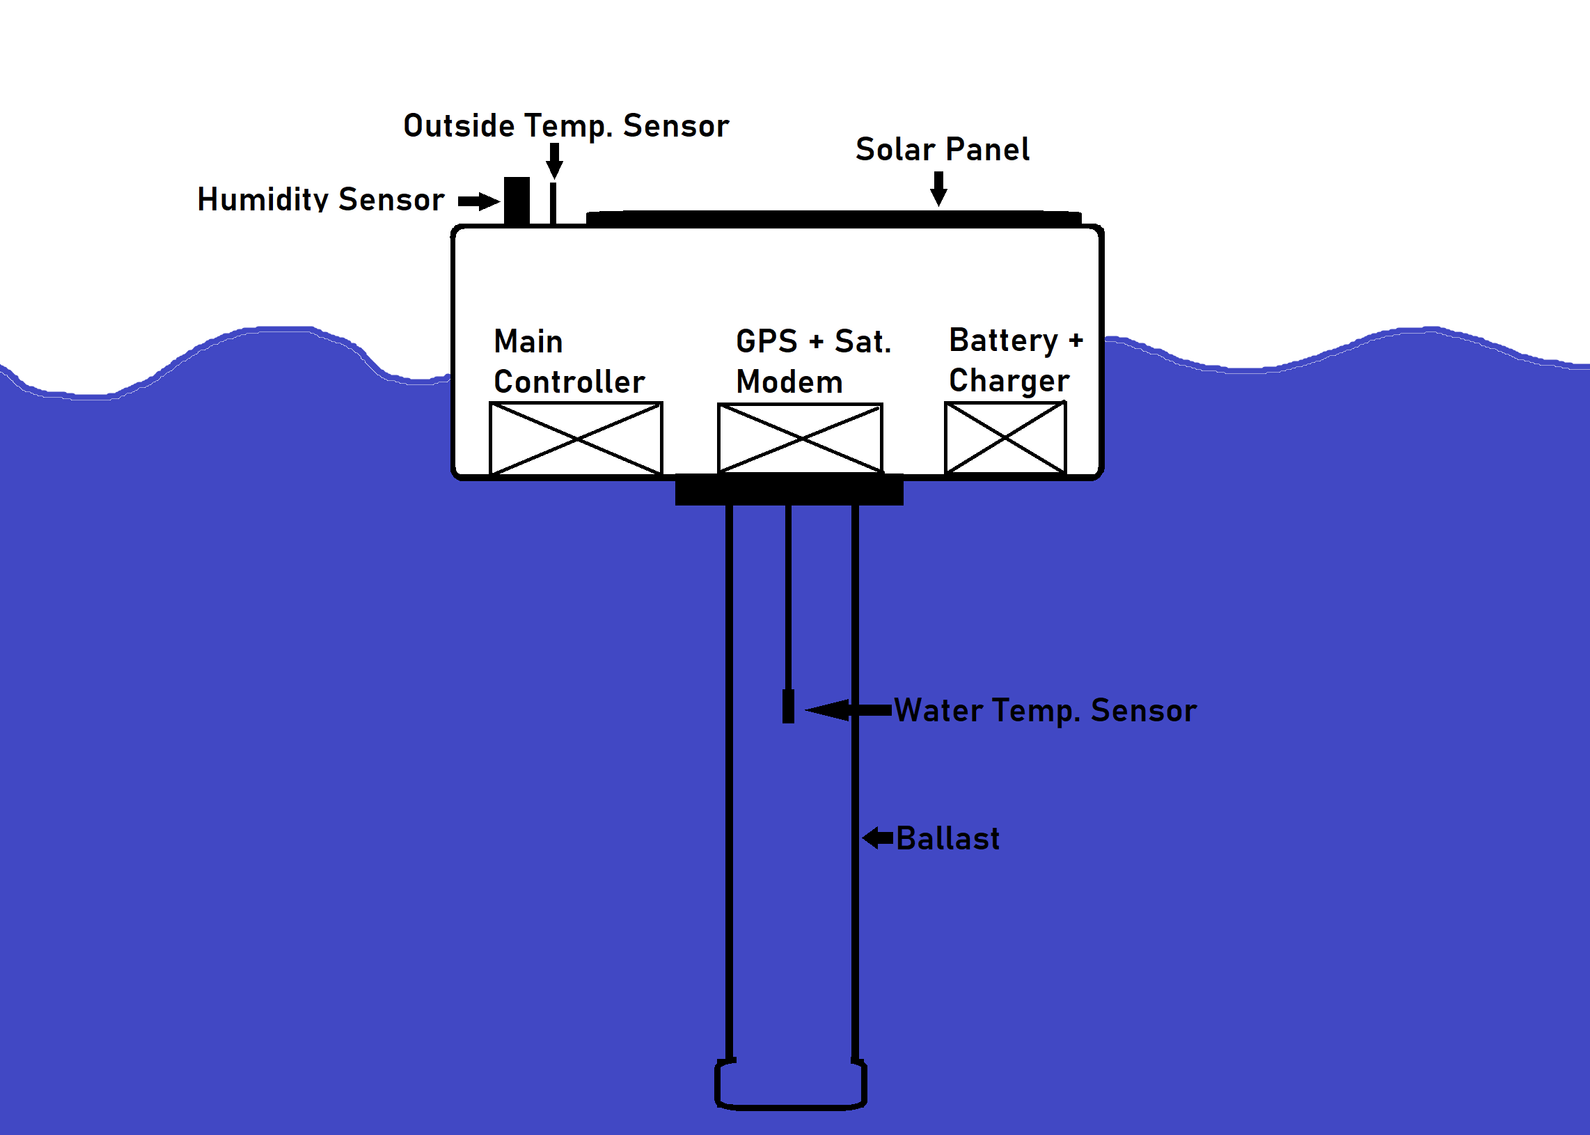 Outside Temp. Sensor
Solar Panel
Humidity Sensor
Main
Controller
GPS + Sat.
Modem
Battery +
Charger
Water Temp. Sensor
Ballast